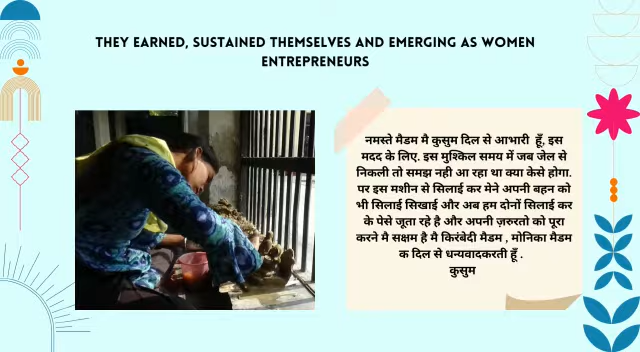 THEY EARNED, SUSTAINED THEMSELVES AND EMERGING AS WOMEN
ENTREPRENEURS
नमस्ते मैडम मै कुसुम दिल से आभारी हूँ, इस
मदद के लिए. इस मुश्किल समय में जब जेल से
निकली तो समझ नही आ रहा था क्या केसे होगा.
पर इस मशीन से सिलाई कर मेने अपनी बहन को
भी सिलाई सिखाई और अब हम दोनों सिलाई कर
के पेसे जूता रहे है और अपनी ज़रुरतो को पूरा
करने मै सक्षम है मै किरंबेदी मैडम , मोनिका मैडम
क दिल से धन्यवादकरती हूँ .
कुसुम